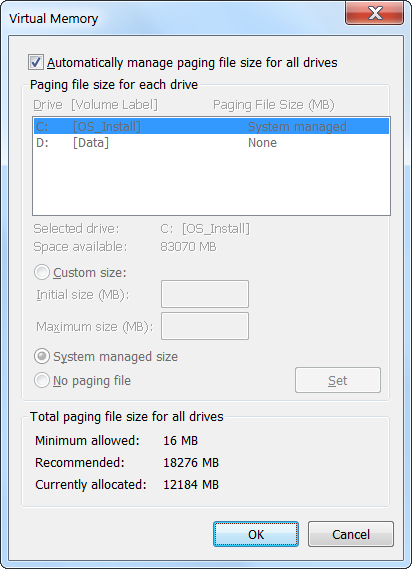 Virtual Memory
Automatically manage paging file size for all drives
Paging file size for each drive
Drive [Volume Label] Paging File Size (MB)
C: [OS_Install] System managed
D: [Data] None
Selected drive: C: [OS_Install]
Space available: 83070 MB
Custom size:
Initial size (MB):
Maximum size (MB):
System managed size
No paging file
Set
Total paging file size for all drives
Minimum allowed: 16 MB
Recommended: 18276 MB
Currently allocated: 12184 MB
OK Cancel